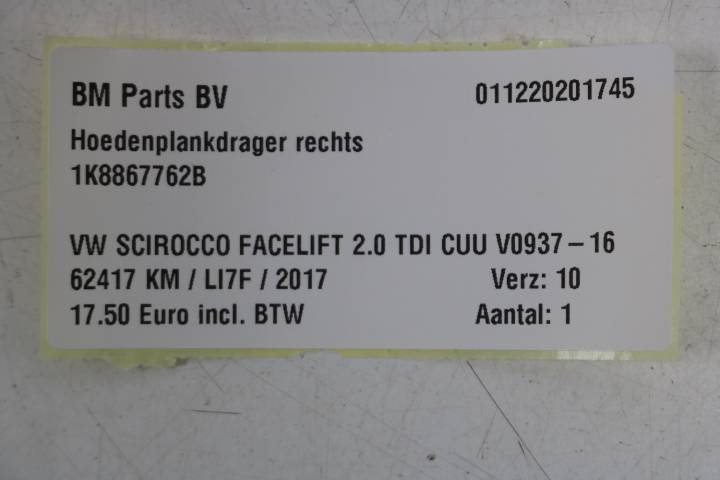 BM Parts BV 011220201745
Hoedenplankdrager rechts
1K8867762B
VW SCIROCCO FACELIFT 2.0 TDI CUU V0937 – 16
62417 KM / LI7F / 2017 Verz: 10
17.50 Euro incl. BTW Aantal: 1